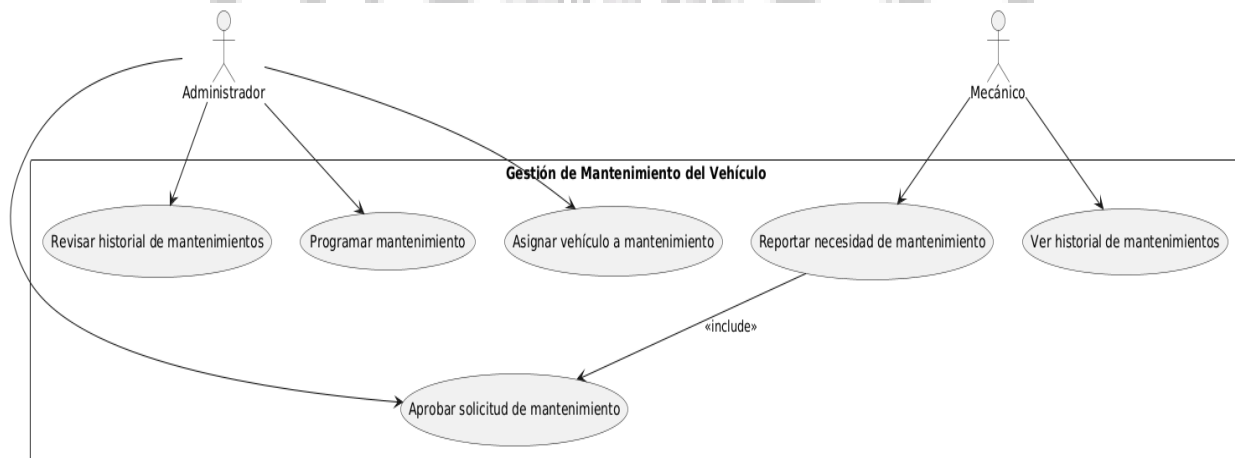 Administrador
Mecánico
Gestión de Mantenimiento del Vehículo
Revisar historial de mantenimientos
Programar mantenimiento
Asignar vehículo a mantenimiento
Reportar necesidad de mantenimiento
Ver historial de mantenimientos
«include»
Aprobar solicitud de mantenimiento